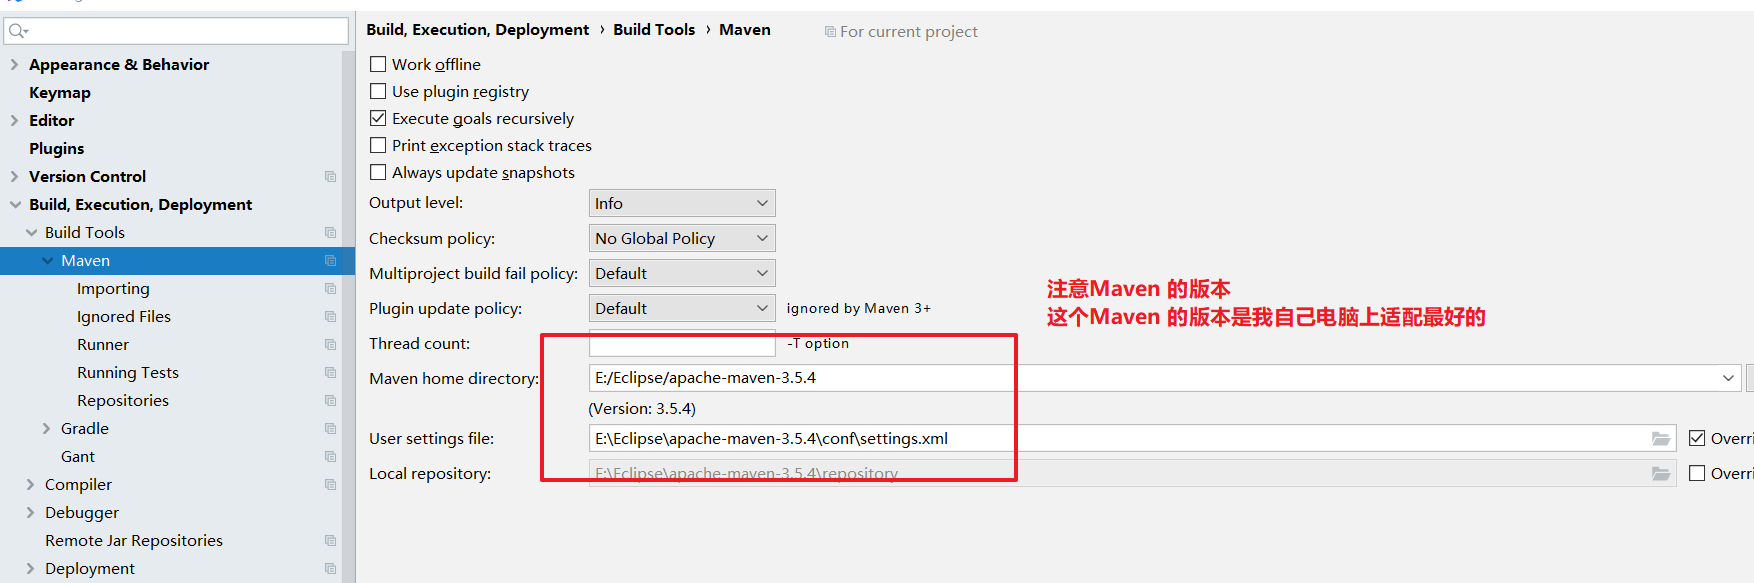 Appearance & Behavior
Keymap
Editor
Plugins
Version Control
Build, Execution, Deployment
Build Tools
Maven
Importing
Ignored Files
Runner
Running Tests
Repositories
Gradle
Gant
Compiler
Debugger
Remote Jar Repositories
Deployment
Build, Execution, Deployment › Build Tools › Maven For current project
Work offline
Use plugin registry
Execute goals recursively
Print exception stack traces
Always update snapshots
Output level: Info
Checksum policy: No Global Policy
Multiproject build fail policy: Default
Plugin update policy: Default ignored by Maven 3+
Thread count: -T option
Maven home directory: E:/Eclipse/apache-maven-3.5.4
(Version: 3.5.4)
User settings file: E:\Eclipse\apache-maven-3.5.4\conf\settings.xml Overri
Local repository: E:\Eclipse\apache-maven-3.5.4\repository Overri
注意Maven 的版本
这个Maven 的版本是我自己电脑上适配最好的